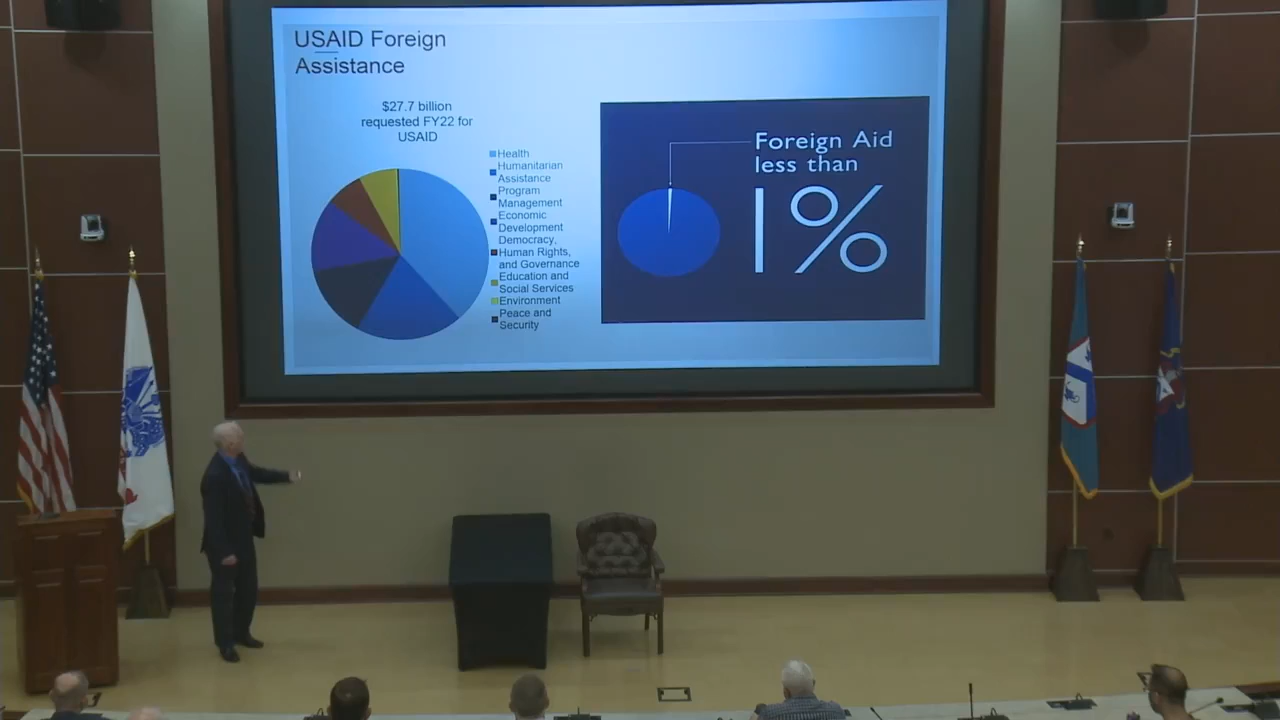 USAID Foreign
Assistance
$27.7 billion
requested FY22 for
USAID
Health
Humanitarian
Assistance
Program
Management
Economic
Development
Democracy,
Human Rights,
and Governance
Education and
Social Services
Environment
Peace and
Security
Foreign Aid
less than
1%